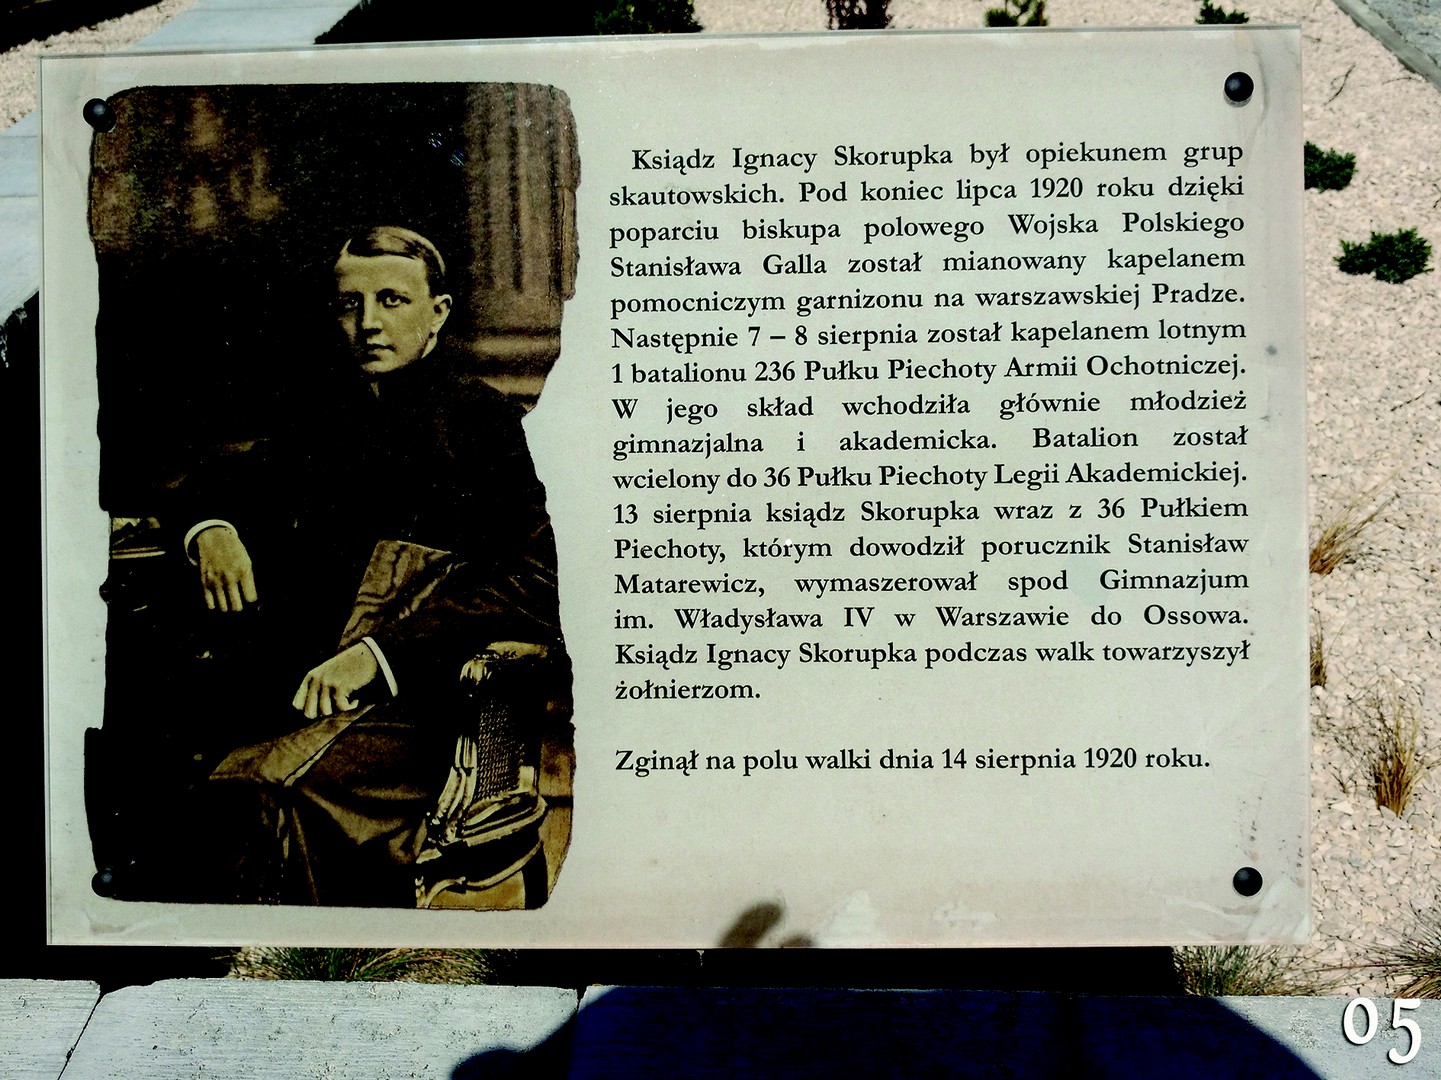 Ksiądz Ignacy Skorupka był opiekunem grup
skautowskich. Pod koniec lipca 1920 roku dzięki
poparciu biskupa polowego Wojska Polskiego
Stanisława Galla został mianowany kapelanem
pomocniczym garnizonu na warszawskiej Pradze.
Następnie 7 – 8 sierpnia został kapelanem lotnym
1 batalionu 236 Pułku Piechoty Armii Ochotniczej.
W jego skład wchodziła głównie młodzież
gimnazjalna i akademicka. Batalion został
wcielony do 36 Pułku Piechoty Legii Akademickiej.
13 sierpnia ksiądz Skorupka wraz z 36 Pułkiem
Piechoty, którym dowodził porucznik Stanisław
Matarewicz, wymaszerował spod Gimnazjum
im. Władysława IV w Warszawie do Ossowa.
Ksiądz Ignacy Skorupka podczas walk towarzyszył
żołnierzom.
Zginął na polu walki dnia 14 sierpnia 1920 roku.
05